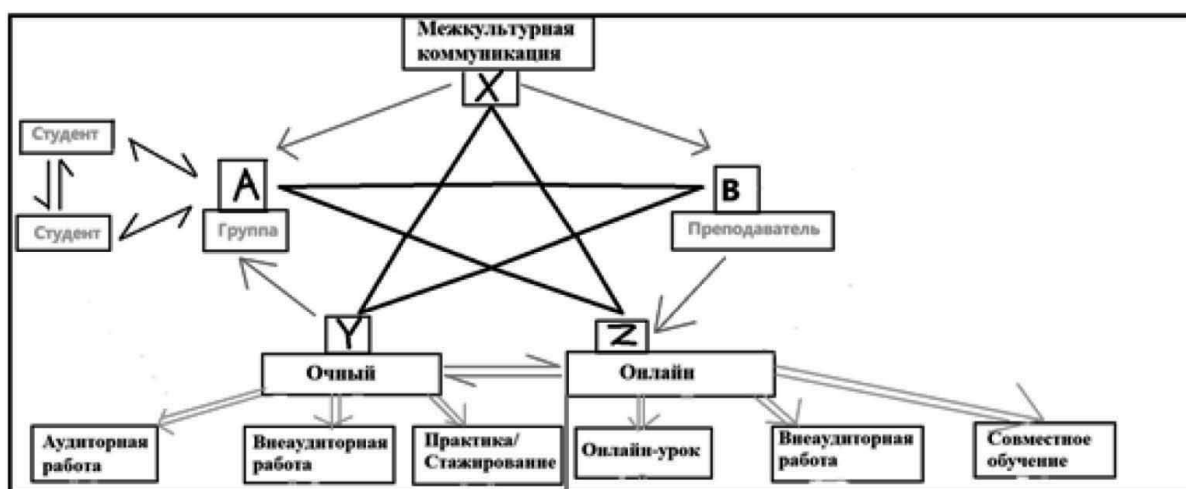 Межкультурная
коммуникация
X
Студент
A
B
Студент
Группа
Преподаватель
Y
Z
Очный
Онлайн
Аудиторная
работа
Внеаудиторная
работа
Практика/
Стажирование
Онлайн-урок
Внеаудиторная
работа
Совместное
обучение